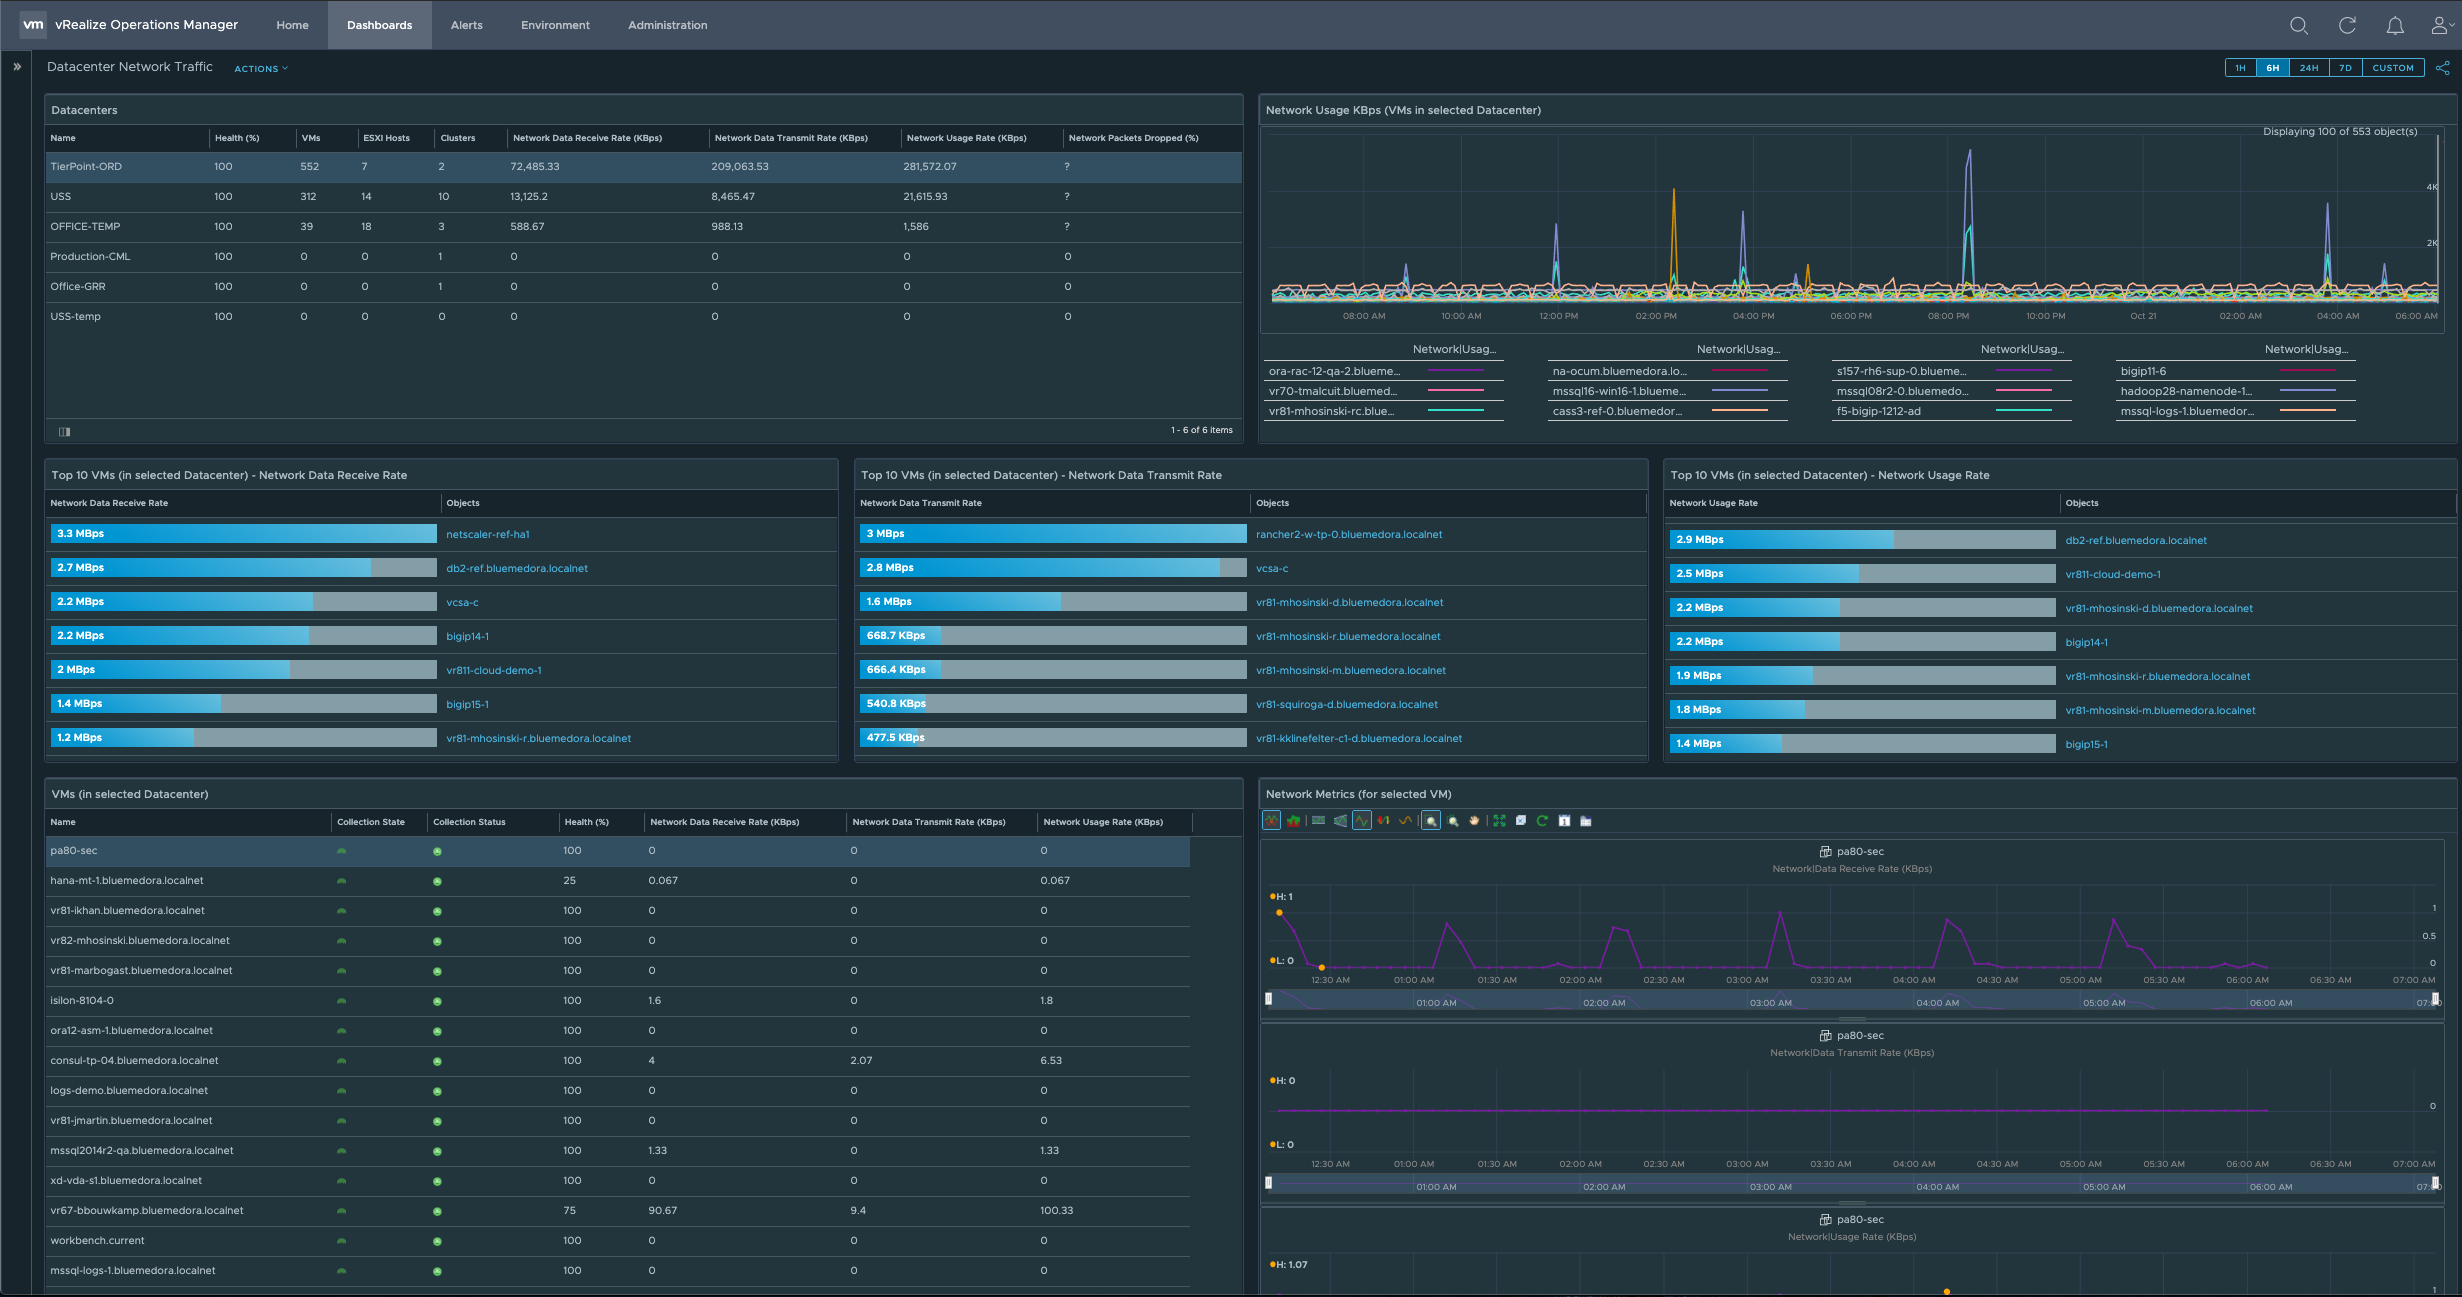 vm vRealize Operations Manager Home Dashboards Alerts Environment Administration
Datacenter Network Traffic ACTIONS
1H 6H 24H 7D CUSTOM
Datacenters
Name Health (%) VMs ESXI Hosts Clusters Network Data Receive Rate (KBps) Network Data Transmit Rate (KBps) Network Usage Rate (KBps) Network Packets Dropped (%)
TierPoint-ORD 100 552 7 2 72,485.33 209,063.53 281,572.07 ?
USS 100 312 14 10 13,125.2 8,465.47 21,615.93 ?
OFFICE-TEMP 100 39 18 3 588.67 988.13 1,586 ?
Production-CML 100 0 0 1 0 0 0 0
Office-GRR 100 0 0 1 0 0 0 0
USS-temp 100 0 0 0 0 0 0 0
1 - 6 of 6 items
Network Usage KBps (VMs in selected Datacenter)
Displaying 100 of 553 object(s)
4K
2K
08:00 AM 10:00 AM 12:00 PM 02:00 PM 04:00 PM 06:00 PM 08:00 PM 10:00 PM Oct 21 02:00 AM 04:00 AM 06:00 AM
Network|Usag... Network|Usag... Network|Usag... Network|Usag...
ora-rac-12-qa-2.blueme... na-ocum.bluemedora.lo... s157-rh6-sup-0.blueme... bigip11-6
vr70-tmalcuit.bluemed... mssql16-win16-1.blueme... mssql08r2-0.bluemedo... hadoop28-namenode-1...
vr81-mhosinski-rc.blue... cass3-ref-0.bluemedor... f5-bigip-1212-ad mssql-logs-1.bluemedor...
Top 10 VMs (in selected Datacenter) - Network Data Receive Rate
Network Data Receive Rate Objects
3.3 MBps netscaler-ref-ha1
2.7 MBps db2-ref.bluemedora.localnet
2.2 MBps vcsa-c
2.2 MBps bigip14-1
2 MBps vr811-cloud-demo-1
1.4 MBps bigip15-1
1.2 MBps vr81-mhosinski-r.bluemedora.localnet
Top 10 VMs (in selected Datacenter) - Network Data Transmit Rate
Network Data Transmit Rate Objects
3 MBps rancher2-w-tp-0.bluemedora.localnet
2.8 MBps vcsa-c
1.6 MBps vr81-mhosinski-d.bluemedora.localnet
668.7 KBps vr81-mhosinski-r.bluemedora.localnet
666.4 KBps vr81-mhosinski-m.bluemedora.localnet
540.8 KBps vr81-squiroga-d.bluemedora.localnet
477.5 KBps vr81-kklinefelter-c1-d.bluemedora.localnet
Top 10 VMs (in selected Datacenter) - Network Usage Rate
Network Usage Rate Objects
2.9 MBps db2-ref.bluemedora.localnet
2.5 MBps vr811-cloud-demo-1
2.2 MBps vr81-mhosinski-d.bluemedora.localnet
2.2 MBps bigip14-1
1.9 MBps vr81-mhosinski-r.bluemedora.localnet
1.8 MBps vr81-mhosinski-m.bluemedora.localnet
1.4 MBps bigip15-1
VMs (in selected Datacenter)
Name Collection State Collection Status Health (%) Network Data Receive Rate (KBps) Network Data Transmit Rate (KBps) Network Usage Rate (KBps)
pa80-sec 100 0 0 0
hana-mt-1.bluemedora.localnet 25 0.067 0 0.067
vr81-ikhan.bluemedora.localnet 100 0 0 0
vr82-mhosinski.bluemedora.localnet 100 0 0 0
vr81-marbogast.bluemedora.localnet 100 0 0 0
isilon-8104-0 100 1.6 0 1.8
ora12-asm-1.bluemedora.localnet 100 0 0 0
consul-tp-04.bluemedora.localnet 100 4 2.07 6.53
logs-demo.bluemedora.localnet 100 0 0 0
vr81-jmartin.bluemedora.localnet 100 0 0 0
mssql2014r2-qa.bluemedora.localnet 100 1.33 0 1.33
xd-vda-s1.bluemedora.localnet 100 0 0 0
vr67-bbouwkamp.bluemedora.localnet 75 90.67 9.4 100.33
workbench.current 100 0 0 0
mssql-logs-1.bluemedora.localnet 100 0 0 0
Network Metrics (for selected VM)
pa80-sec
Network|Data Receive Rate (KBps)
H: 1
1
0.5
L: 0
0
12:30 AM 01:00 AM 01:30 AM 02:00 AM 02:30 AM 03:00 AM 03:30 AM 04:00 AM 04:30 AM 05:00 AM 05:30 AM 06:00 AM 06:30 AM 07:00 AM
01:00 AM 02:00 AM 03:00 AM 04:00 AM 05:00 AM 06:00 AM 07:0
pa80-sec
Network|Data Transmit Rate (KBps)
H: 0
0
L: 0
12:30 AM 01:00 AM 01:30 AM 02:00 AM 02:30 AM 03:00 AM 03:30 AM 04:00 AM 04:30 AM 05:00 AM 05:30 AM 06:00 AM 06:30 AM 07:00 AM
01:00 AM 02:00 AM 03:00 AM 04:00 AM 05:00 AM 06:00 AM 07:0
pa80-sec
Network|Usage Rate (KBps)
H: 1.07
1